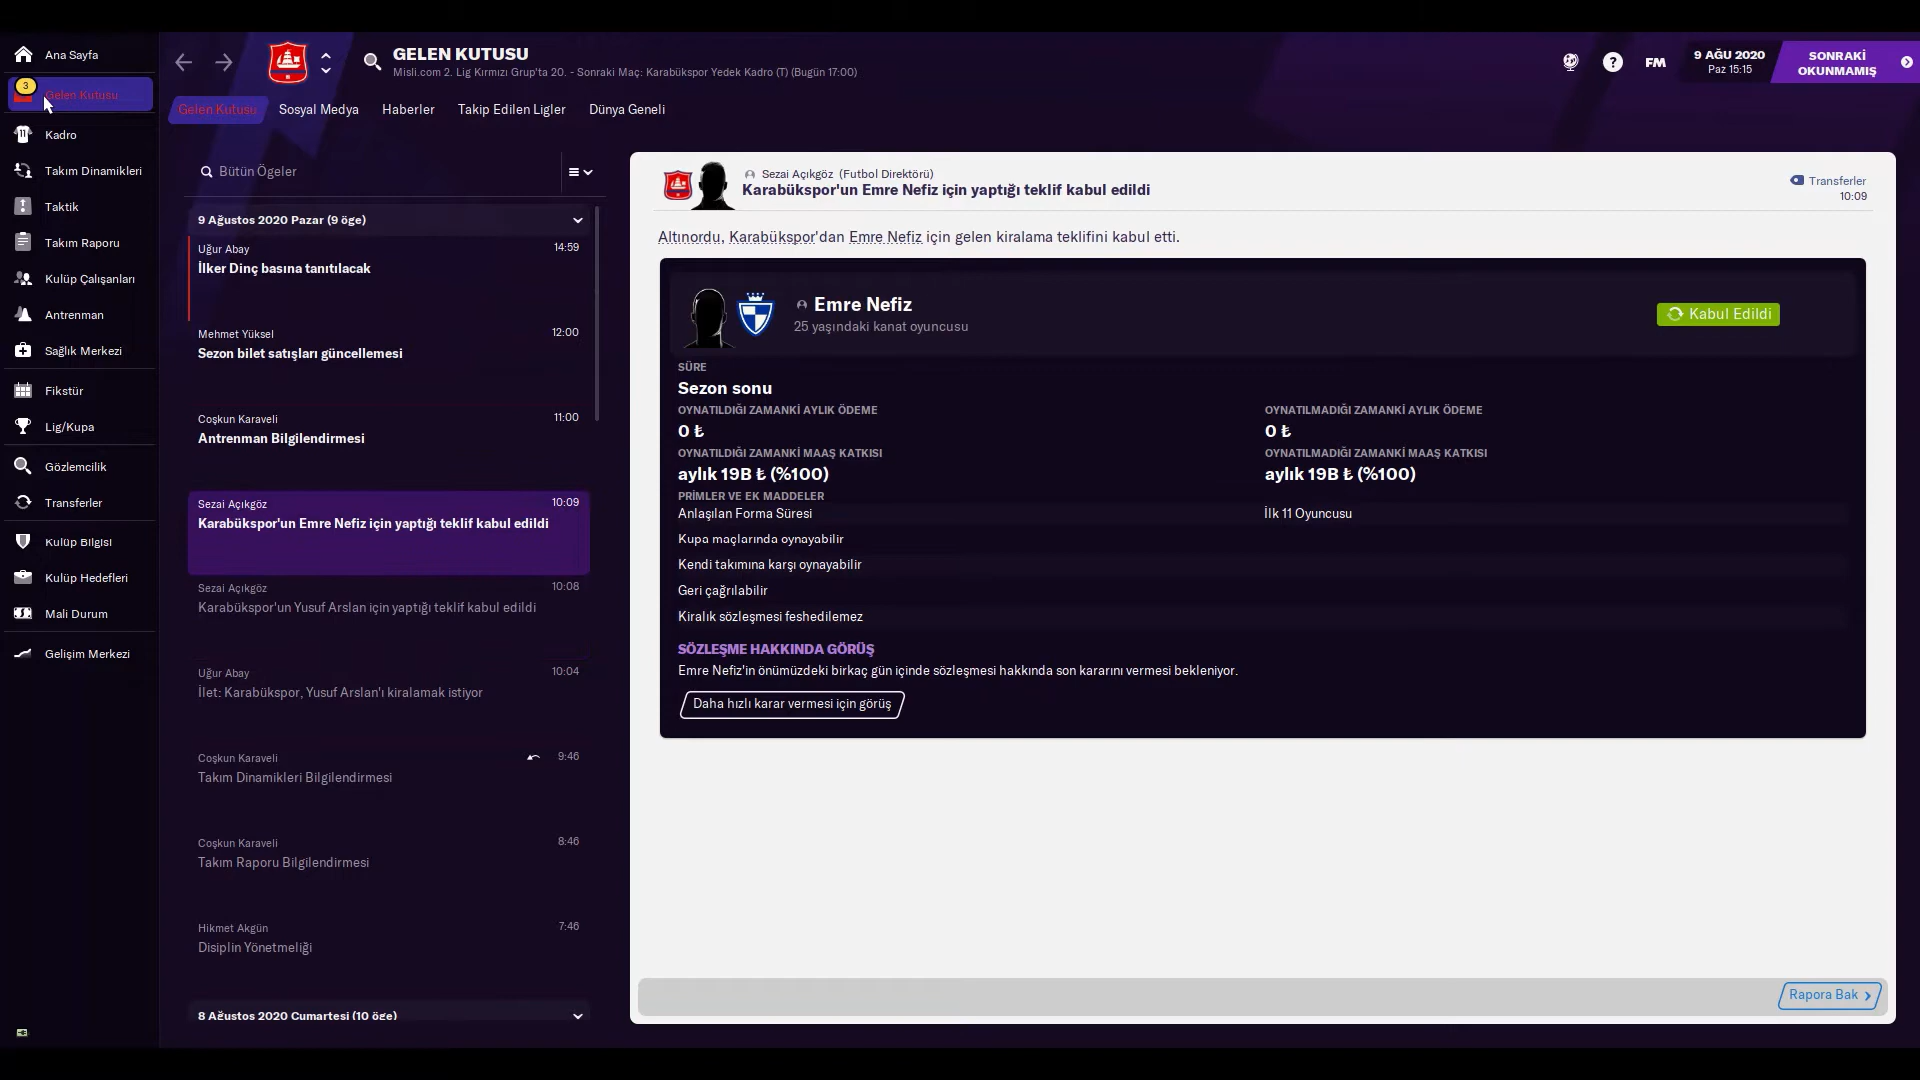 Ana Sayfa
3
Gelen Kutusu
Kadro
Takım Dinamikleri
Taktik
Takım Raporu
Kulüp Çalışanları
Antrenman
Sağlık Merkezi
Fikstür
Lig/Kupa
Gözlemcilik
Transferler
Kulüp Bilgisi
Kulüp Hedefleri
Mali Durum
Gelişim Merkezi
GELEN KUTUSU
Misli.com 2. Lig Kırmızı Grup'ta 20. - Sonraki Maç: Karabükspor Yedek Kadro (T) (Bugün 17:00)
FM
9 AĞU 2020
Paz 15:15
SONRAKİ
OKUNMAMIŞ
Gelen Kutusu Sosyal Medya Haberler Takip Edilen Ligler Dünya Geneli
Bütün Ögeler
9 Ağustos 2020 Pazar (9 öge)
Uğur Abay 14:59
İlker Dinç basına tanıtılacak
Mehmet Yüksel 12:00
Sezon bilet satışları güncellemesi
Coşkun Karaveli 11:00
Antrenman Bilgilendirmesi
Sezai Açıkgöz 10:09
Karabükspor'un Emre Nefiz için yaptığı teklif kabul edildi
Sezai Açıkgöz 10:08
Karabükspor'un Yusuf Arslan için yaptığı teklif kabul edildi
Uğur Abay 10:04
İlet: Karabükspor, Yusuf Arslan'ı kiralamak istiyor
Coşkun Karaveli 9:46
Takım Dinamikleri Bilgilendirmesi
Coşkun Karaveli 8:46
Takım Raporu Bilgilendirmesi
Hikmet Akgün 7:46
Disiplin Yönetmeliği
8 Ağustos 2020 Cumartesi (10 öge)
Sezai Açıkgöz (Futbol Direktörü)
Karabükspor'un Emre Nefiz için yaptığı teklif kabul edildi
Transferler
10:09
Altınordu, Karabükspor'dan Emre Nefiz için gelen kiralama teklifini kabul etti.
Emre Nefiz
25 yaşındaki kanat oyuncusu
Kabul Edildi
SÜRE
Sezon sonu
OYNATILDIĞI ZAMANKİ AYLIK ÖDEME OYNATILMADIĞI ZAMANKİ AYLIK ÖDEME
0 ₺ 0 ₺
OYNATILDIĞI ZAMANKİ MAAŞ KATKISI OYNATILMADIĞI ZAMANKİ MAAŞ KATKISI
aylık 19B ₺ (%100) aylık 19B ₺ (%100)
PRİMLER VE EK MADDELER
Anlaşılan Forma Süresi İlk 11 Oyuncusu
Kupa maçlarında oynayabilir
Kendi takımına karşı oynayabilir
Geri çağrılabilir
Kiralık sözleşmesi feshedilemez
SÖZLEŞME HAKKINDA GÖRÜŞ
Emre Nefiz'in önümüzdeki birkaç gün içinde sözleşmesi hakkında son kararını vermesi bekleniyor.
Daha hızlı karar vermesi için görüş
Rapora Bak